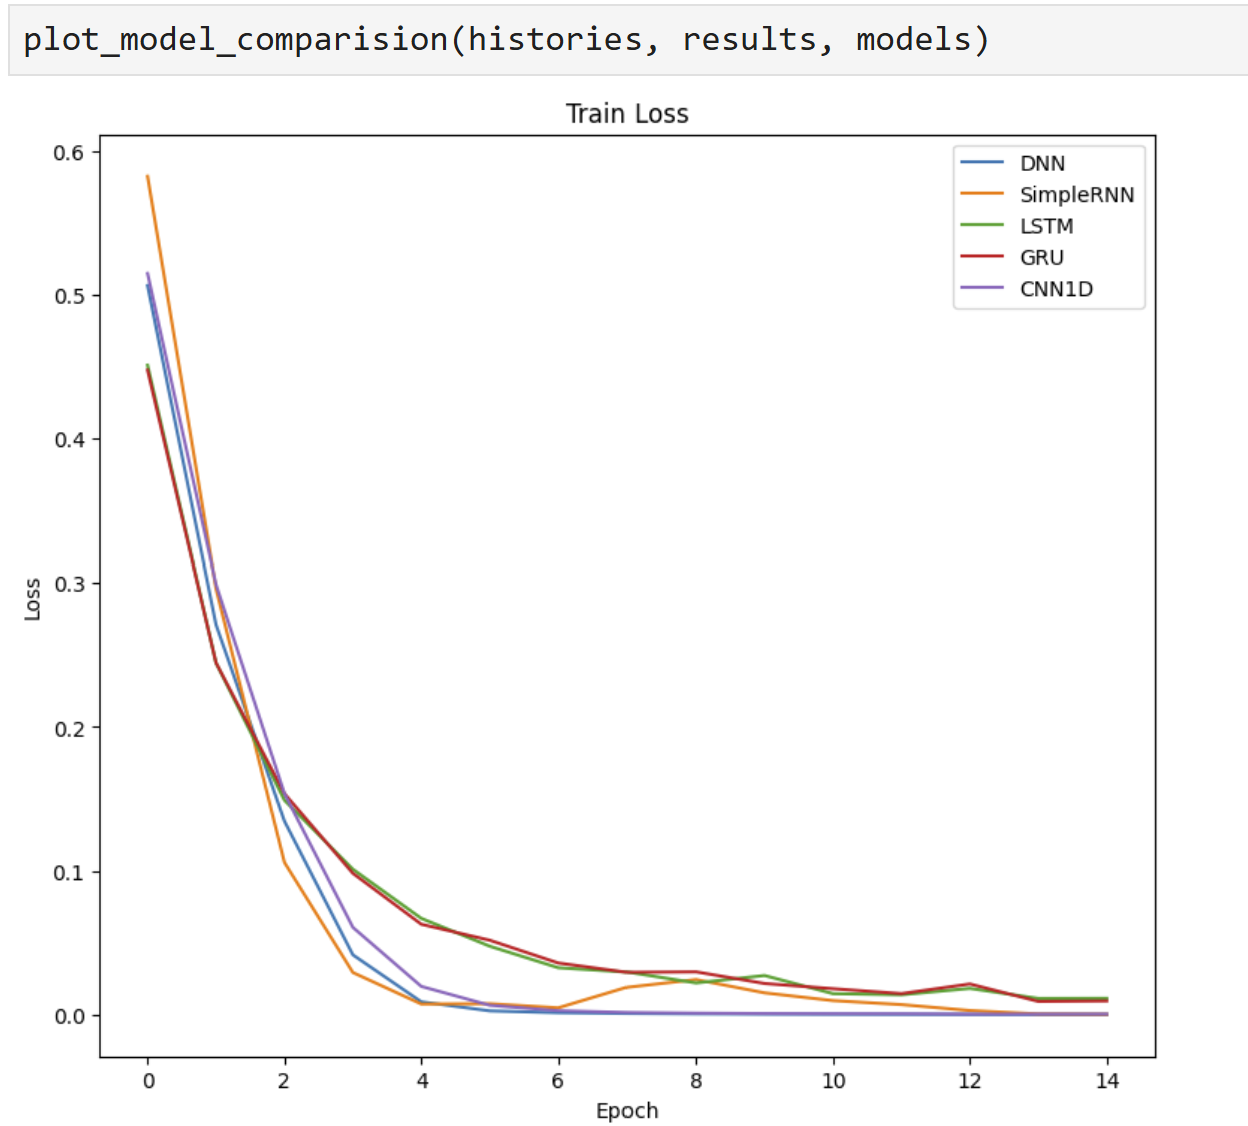 plot_model_comparision(histories, results, models)
Train Loss
0.6
0.5
0.4
0.3
0.2
0.1
0.0
Loss
DNN
SimpleRNN
LSTM
GRU
CNN1D
0 2 4 6 8 10 12 14
Epoch